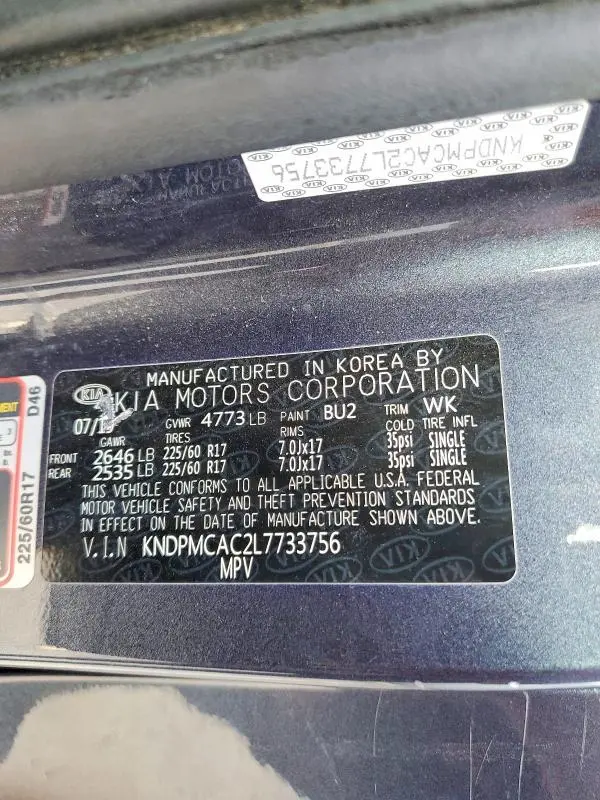 KNDPMCAC2L7733756
MANUFACTURED IN KOREA BY
KIA KIA MOTORS CORPORATION
07/1 GVWR 4773 LB PAINT BU2 TRIM WK
GAWR TIRES RIMS COLD TIRE INFL
FRONT 2646 LB 225/60 R17 7.0Jx17 35psi SINGLE
REAR 2535 LB 225/60 R17 7.0Jx17 35psi SINGLE
THIS VEHICLE CONFORMS TO ALL APPLICABLE U.S.A. FEDERAL
MOTOR VEHICLE SAFETY AND THEFT PREVENTION STANDARDS
IN EFFECT ON THE DATE OF MANUFACTURE SHOWN ABOVE.
V.I.N KNDPMCAC2L7733756
MPV
225/60R17 D46